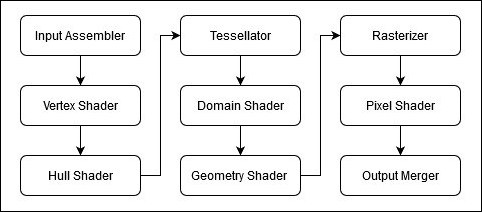 Input Assembler
Vertex Shader
Hull Shader
Tessellator
Domain Shader
Geometry Shader
Rasterizer
Pixel Shader
Output Merger